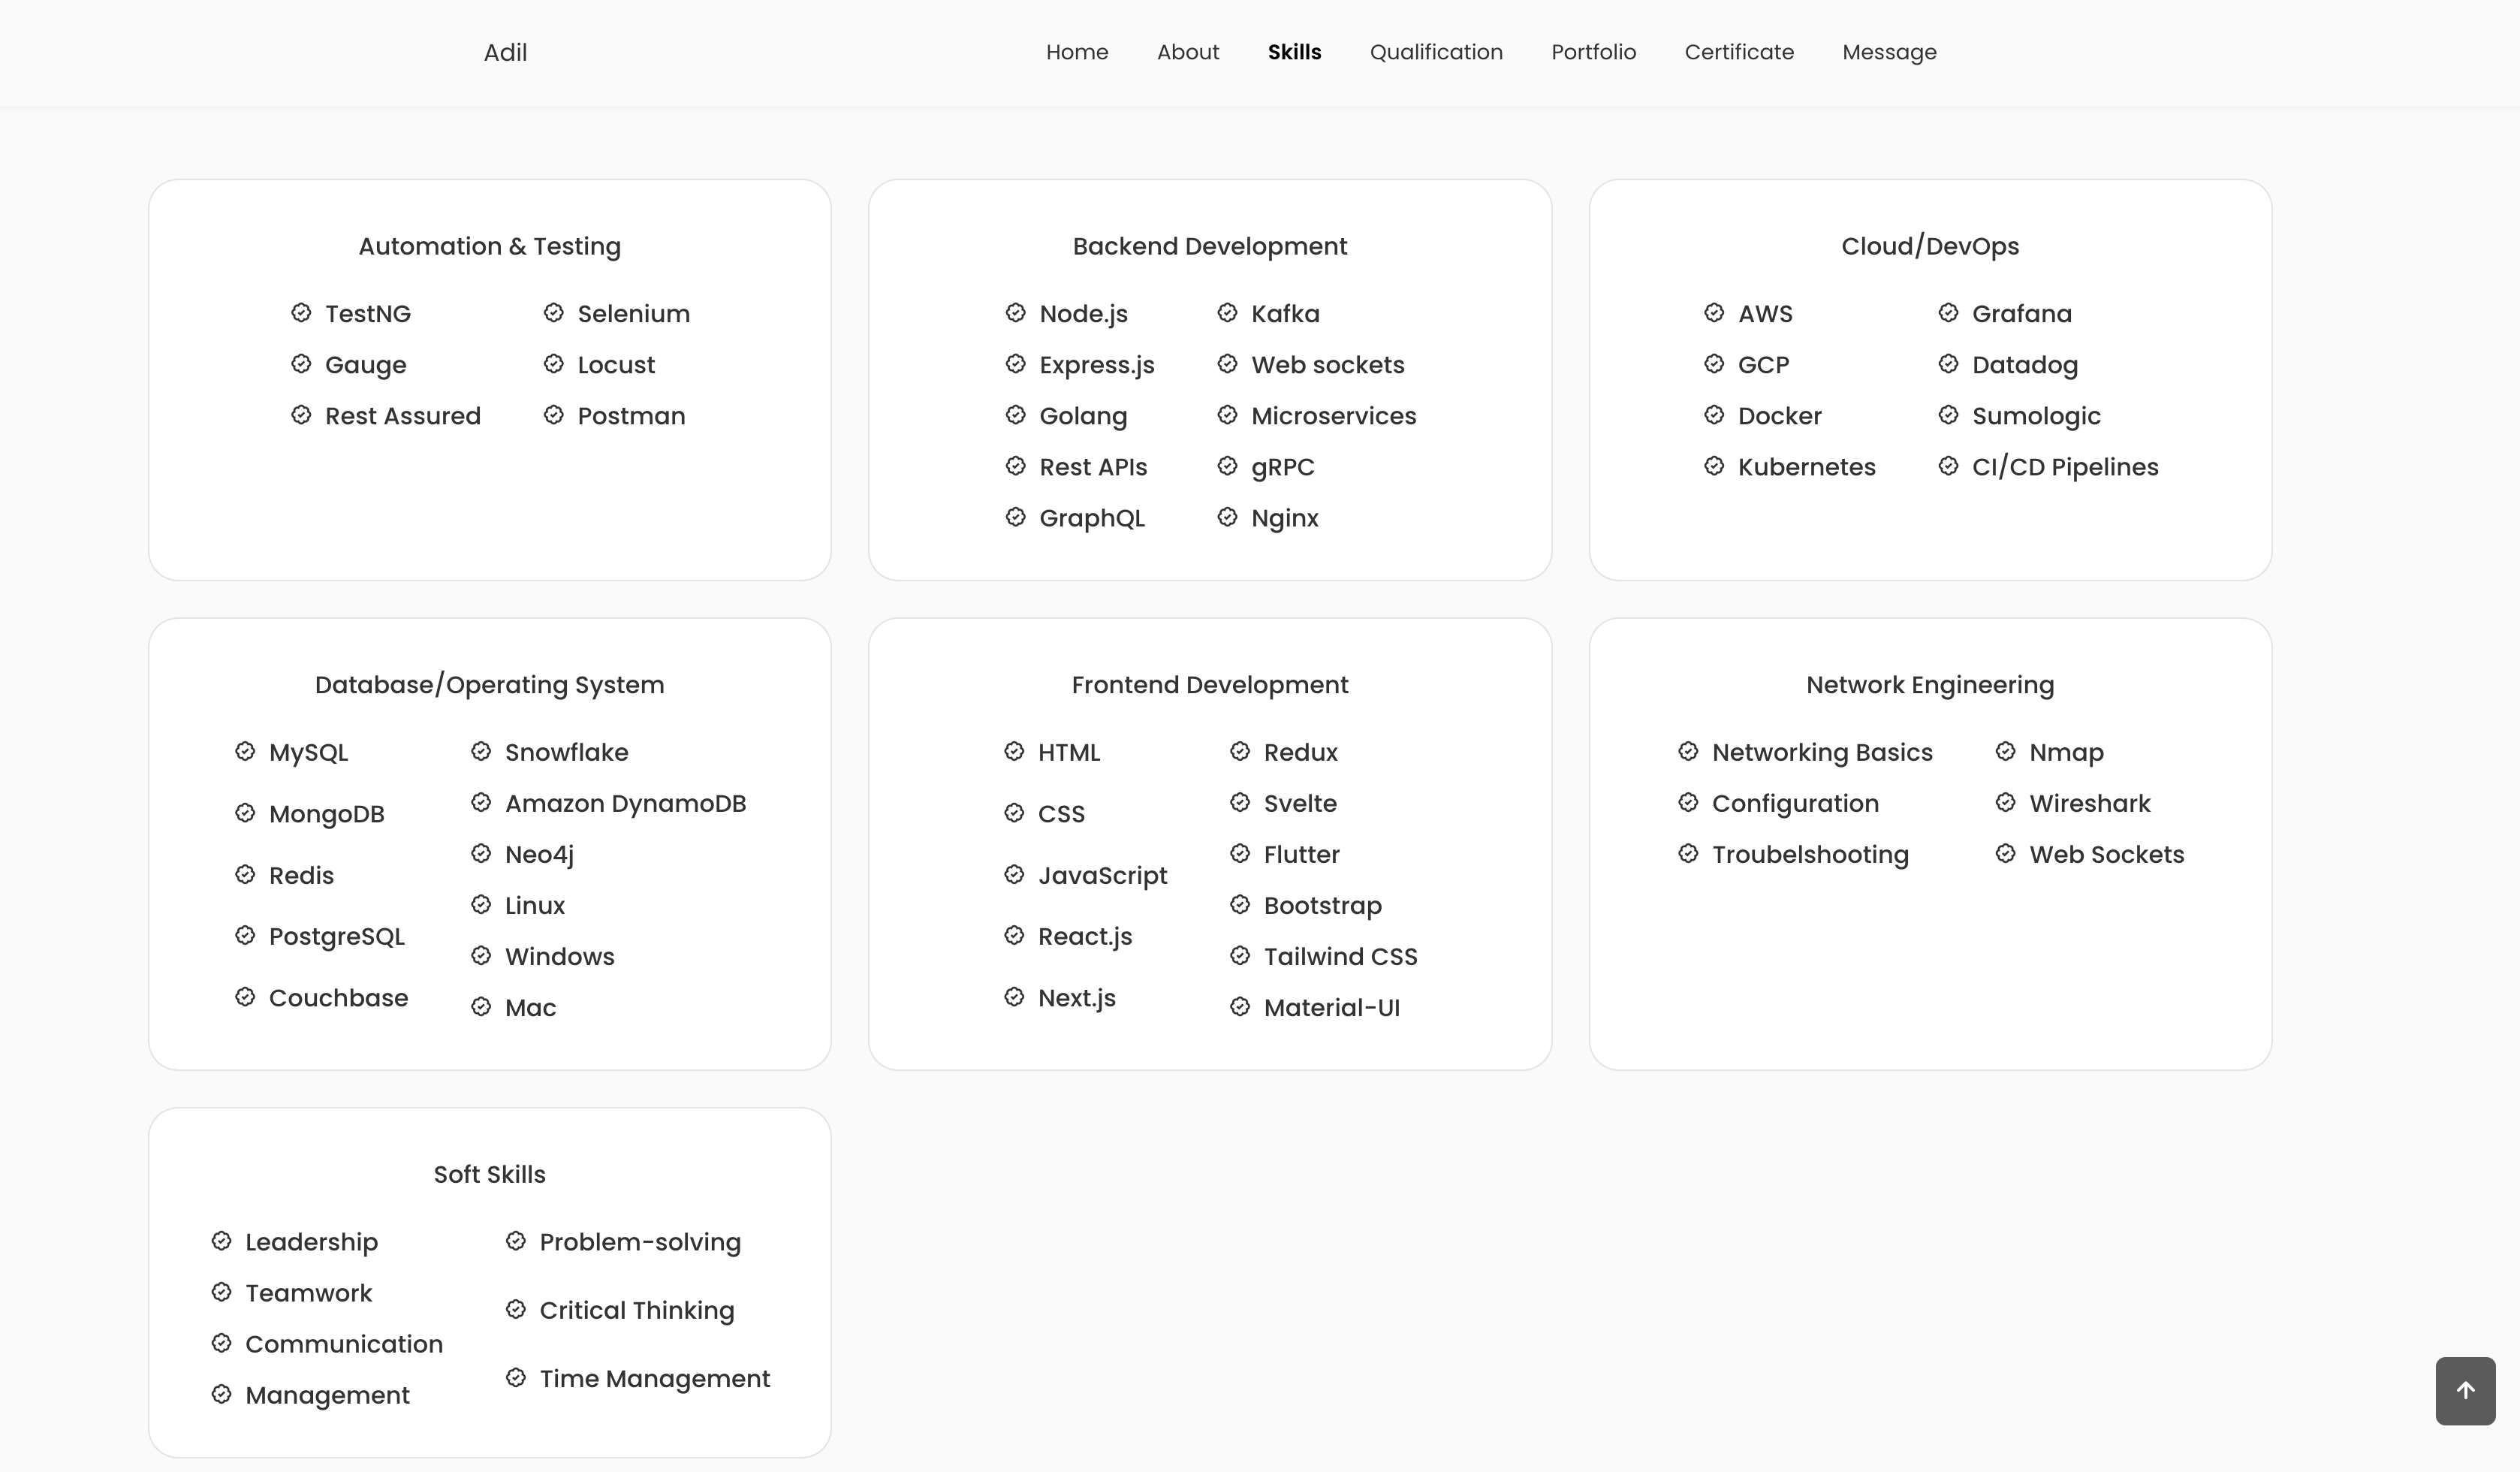 Adil
Home About Skills Qualification Portfolio Certificate Message
Automation & Testing
TestNG
Gauge
Rest Assured
Selenium
Locust
Postman
Backend Development
Node.js
Express.js
Golang
Rest APIs
GraphQL
Kafka
Web sockets
Microservices
gRPC
Nginx
Cloud/DevOps
AWS
GCP
Docker
Kubernetes
Grafana
Datadog
Sumologic
CI/CD Pipelines
Database/Operating System
MySQL
MongoDB
Redis
PostgreSQL
Couchbase
Snowflake
Amazon DynamoDB
Neo4j
Linux
Windows
Mac
Frontend Development
HTML
CSS
JavaScript
React.js
Next.js
Redux
Svelte
Flutter
Bootstrap
Tailwind CSS
Material-UI
Network Engineering
Networking Basics
Configuration
Troubelshooting
Nmap
Wireshark
Web Sockets
Soft Skills
Leadership
Teamwork
Communication
Management
Problem-solving
Critical Thinking
Time Management